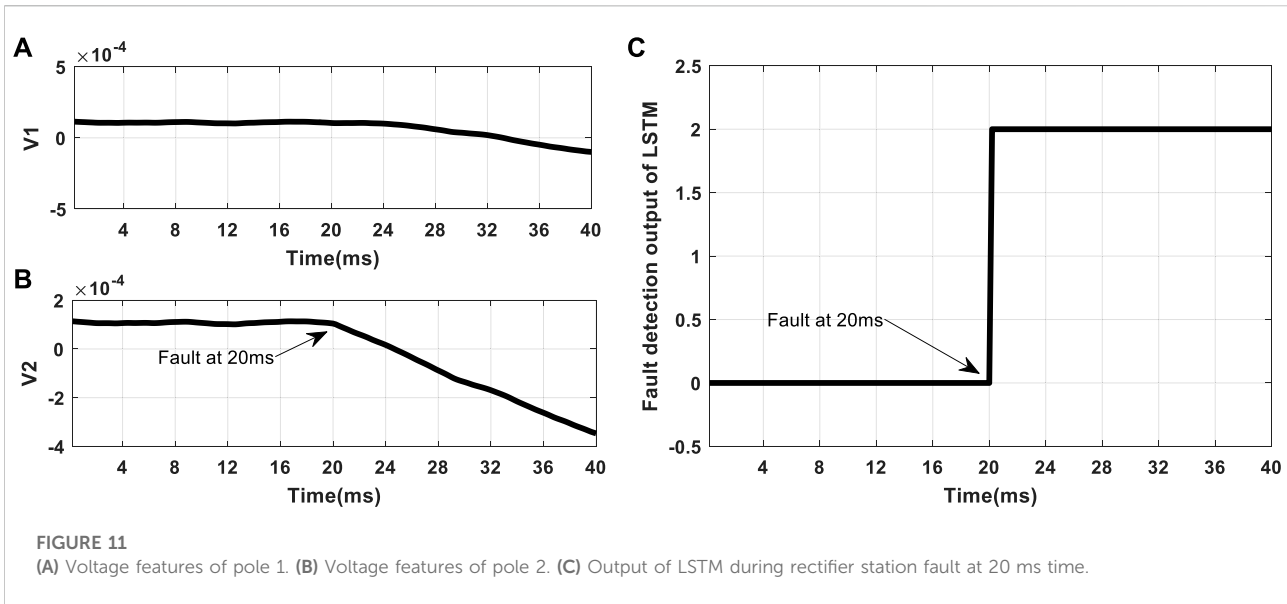 A
×10-4
5
0
-5
V1
4 8 12 16 20 24 28 32 36 40
Time(ms)
B
×10-4
2
0
-2
-4
V2
Fault at 20ms
4 8 12 16 20 24 28 32 36 40
Time(ms)
C
2.5
2
1.5
1
0.5
0
-0.5
Fault detection output of LSTM
Fault at 20ms
4 8 12 16 20 24 28 32 36 40
Time(ms)
FIGURE 11
(A) Voltage features of pole 1. (B) Voltage features of pole 2. (C) Output of LSTM during rectifier station fault at 20 ms time.